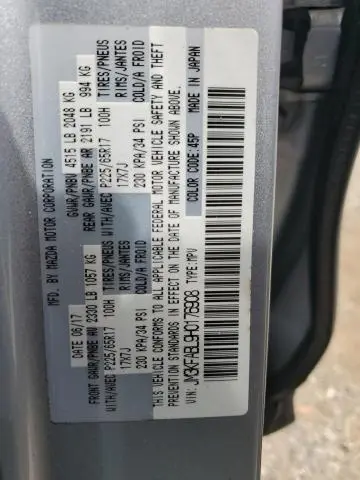 MFD. BY MAZDA MOTOR CORPORATION
DATE 06/17 GVWR/PNBV 4515 LB 2048 KG
FRONT GAWR/PNBE AV 2330 LB 1057 KG REAR GAWR/PNBE AR 2191 LB 994 KG
WITH/AVEC P225/65R17 100H TIRES/PNEUS WITH/AVEC P225/65R17 100H TIRES/PNEUS
17X7J RIMS/JANTES 17X7J RIMS/JANTES
230 KPA/34 PSI COLD/A FROID 230 KPA/34 PSI COLD/A FROID
THIS VEHICLE CONFORMS TO ALL APPLICABLE FEDERAL MOTOR VEHICLE SAFETY AND
THEFT PREVENTION STANDARDS IN EFFECT ON THE DATE OF MANUFACTURE SHOWN ABOVE.
VIN: JM3KFABL9H0176908 TYPE: MPV COLOR CODE: 45P MADE IN JAPAN